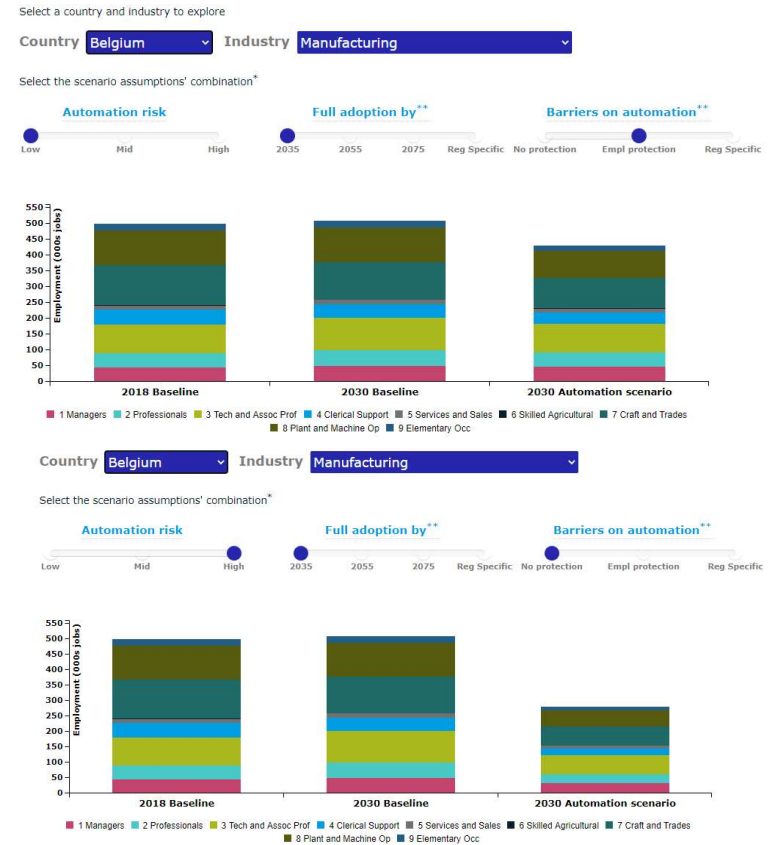 Select a country and industry to explore
Country Belgium Industry Manufacturing
Select the scenario assumptions' combination*
Automation risk Full adoption by** Barriers on automation**
Low Mid High 2035 2055 2075 Reg Specific No protection Empl protection Reg Specific
Employment (000s jobs)
550
500
450
400
350
300
250
200
150
100
50
0
2018 Baseline 2030 Baseline 2030 Automation scenario
1 Managers 2 Professionals 3 Tech and Assoc Prof 4 Clerical Support 5 Services and Sales 6 Skilled Agricultural 7 Craft and Trades
8 Plant and Machine Op 9 Elementary Occ
Country Belgium Industry Manufacturing
Select the scenario assumptions' combination*
Automation risk Full adoption by** Barriers on automation**
Low Mid High 2035 2055 2075 Reg Specific No protection Empl protection Reg Specific
Employment (000s jobs)
550
500
450
400
350
300
250
200
150
100
50
0
2018 Baseline 2030 Baseline 2030 Automation scenario
1 Managers 2 Professionals 3 Tech and Assoc Prof 4 Clerical Support 5 Services and Sales 6 Skilled Agricultural 7 Craft and Trades
8 Plant and Machine Op 9 Elementary Occ